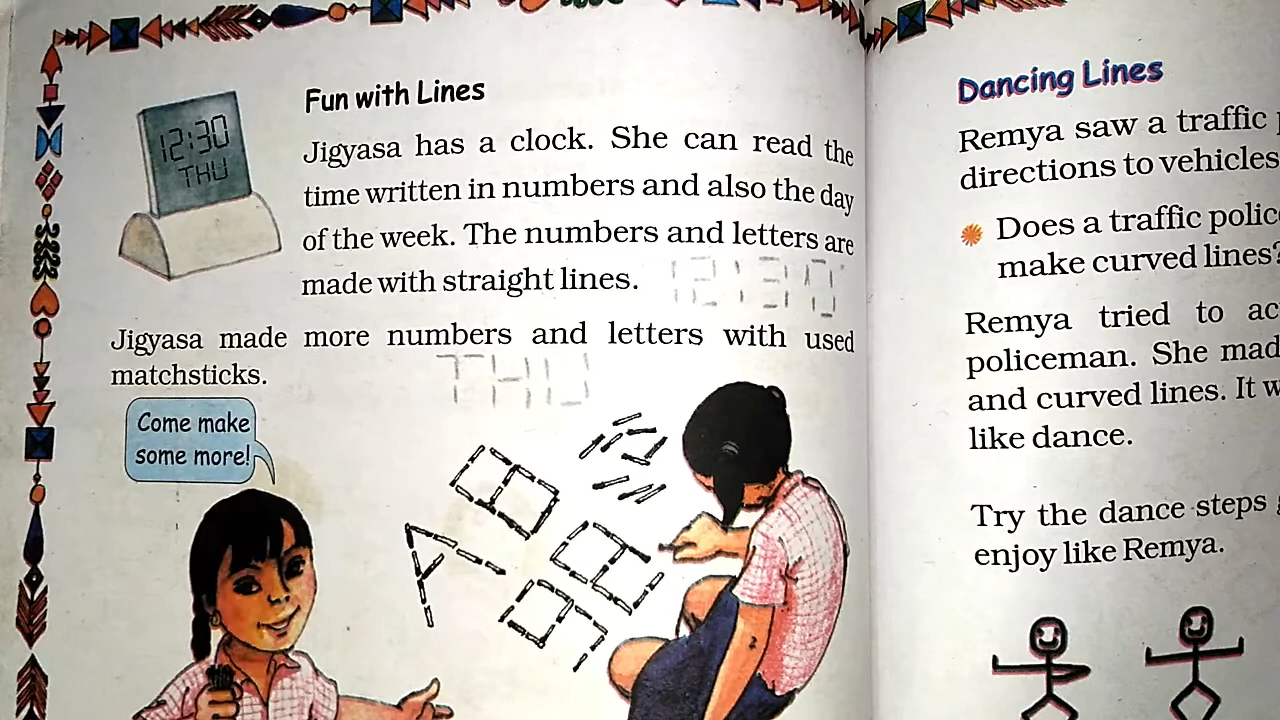 12:30
THU
Fun with Lines
Jigyasa has a clock. She can read the
time written in numbers and also the day
of the week. The numbers and letters are
made with straight lines.
12:30
Jigyasa made more numbers and letters with used
matchsticks.
THU
Come make
some more!
Dancing Lines
Remya saw a traffic
directions to vehicles
Does a traffic polic
make curved lines?
Remya tried to ac
policeman. She mad
and curved lines. It w
like dance.
Try the dance steps
enjoy like Remya.